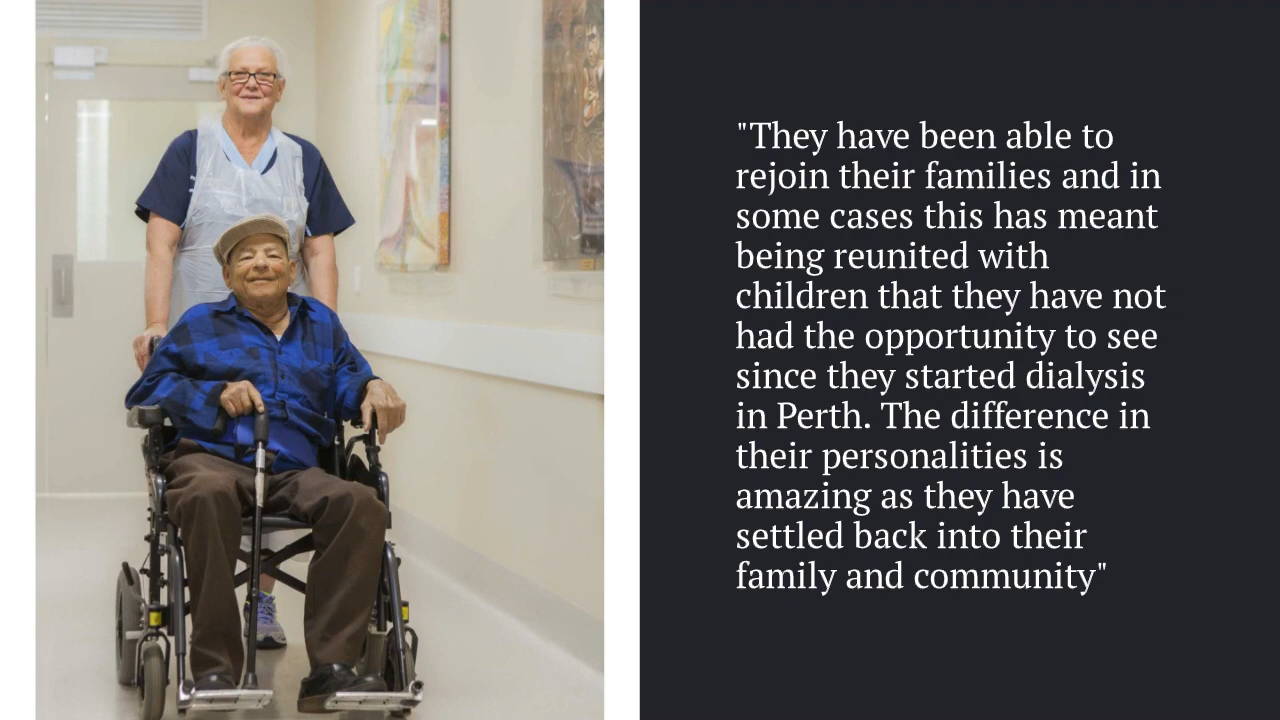 "They have been able to
rejoin their families and in
some cases this has meant
being reunited with
children that they have not
had the opportunity to see
since they started dialysis
in Perth. The difference in
their personalities is
amazing as they have
settled back into their
family and community"